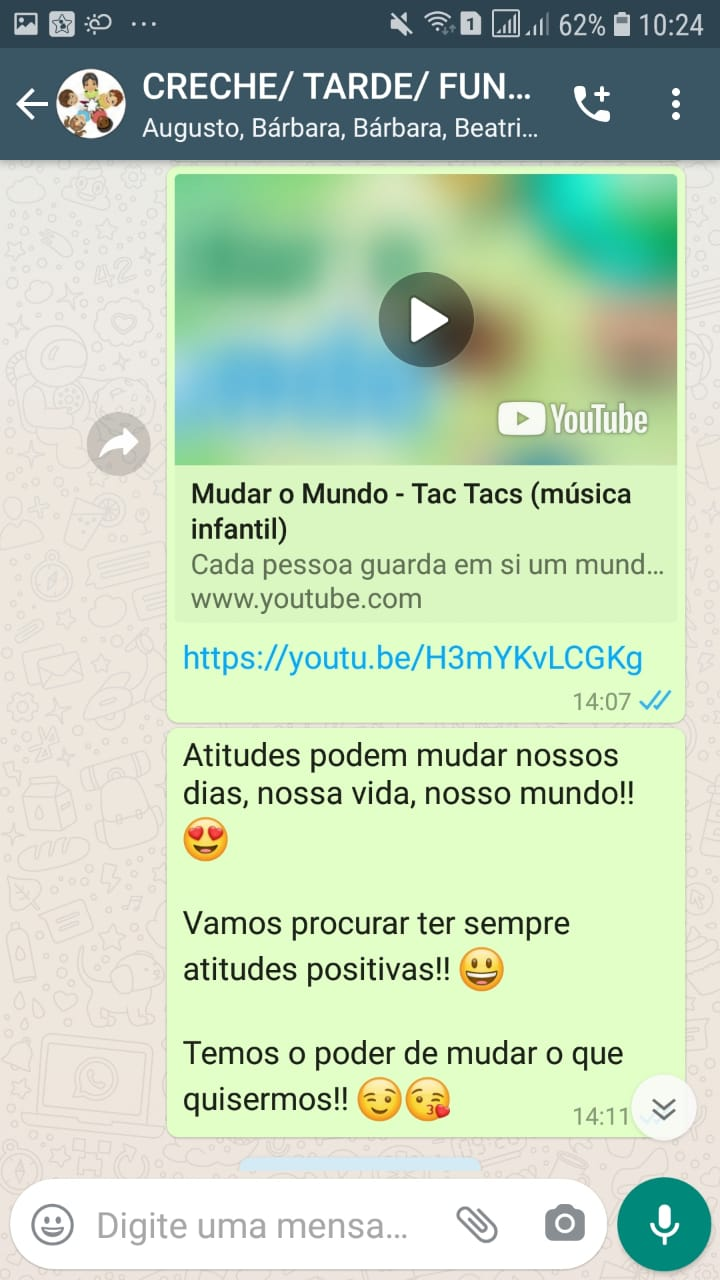 1 62% 10:24
CRECHE/ TARDE/ FUN...
Augusto, Bárbara, Bárbara, Beatri...
YouTube
Mudar o Mundo - Tac Tacs (música
infantil)
Cada pessoa guarda em si um mund...
www.youtube.com
https://youtu.be/H3mYKvLCGKg
14:07
Atitudes podem mudar nossos
dias, nossa vida, nosso mundo!!
😍
Vamos procurar ter sempre
atitudes positivas!! 😃
Temos o poder de mudar o que
quisermos!! 😉😘
14:11
Digite uma mensa...